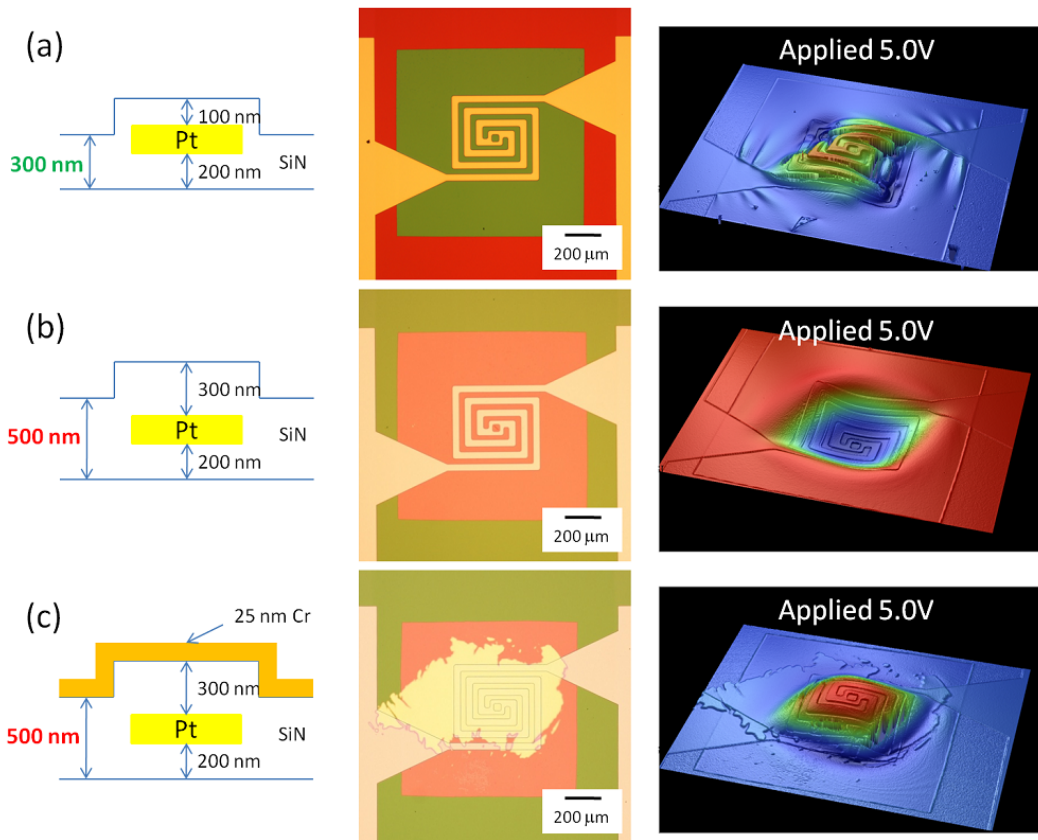 (a)
100 nm
Pt
300 nm
200 nm
SiN
200 μm
Applied 5.0V
(b)
300 nm
Pt
500 nm
200 nm
SiN
200 μm
Applied 5.0V
(c)
25 nm Cr
300 nm
Pt
500 nm
200 nm
SiN
200 μm
Applied 5.0V